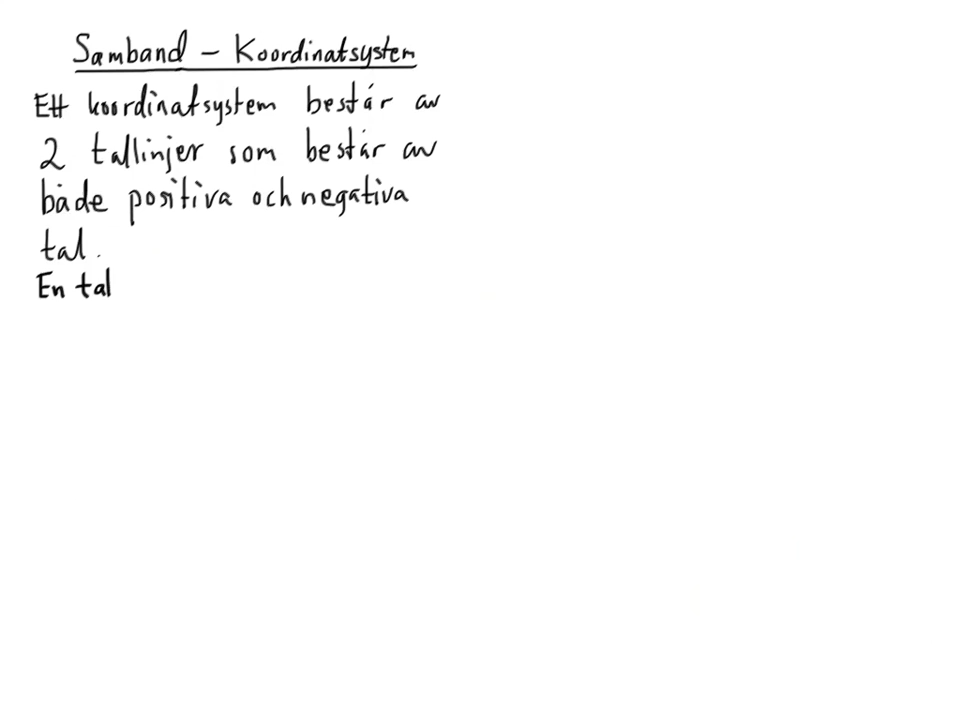 Samband - Koordinatsystem
Ett koordinatsystem består av
2 tallinjer som består av
både positiva och negativa
tal.
En tal